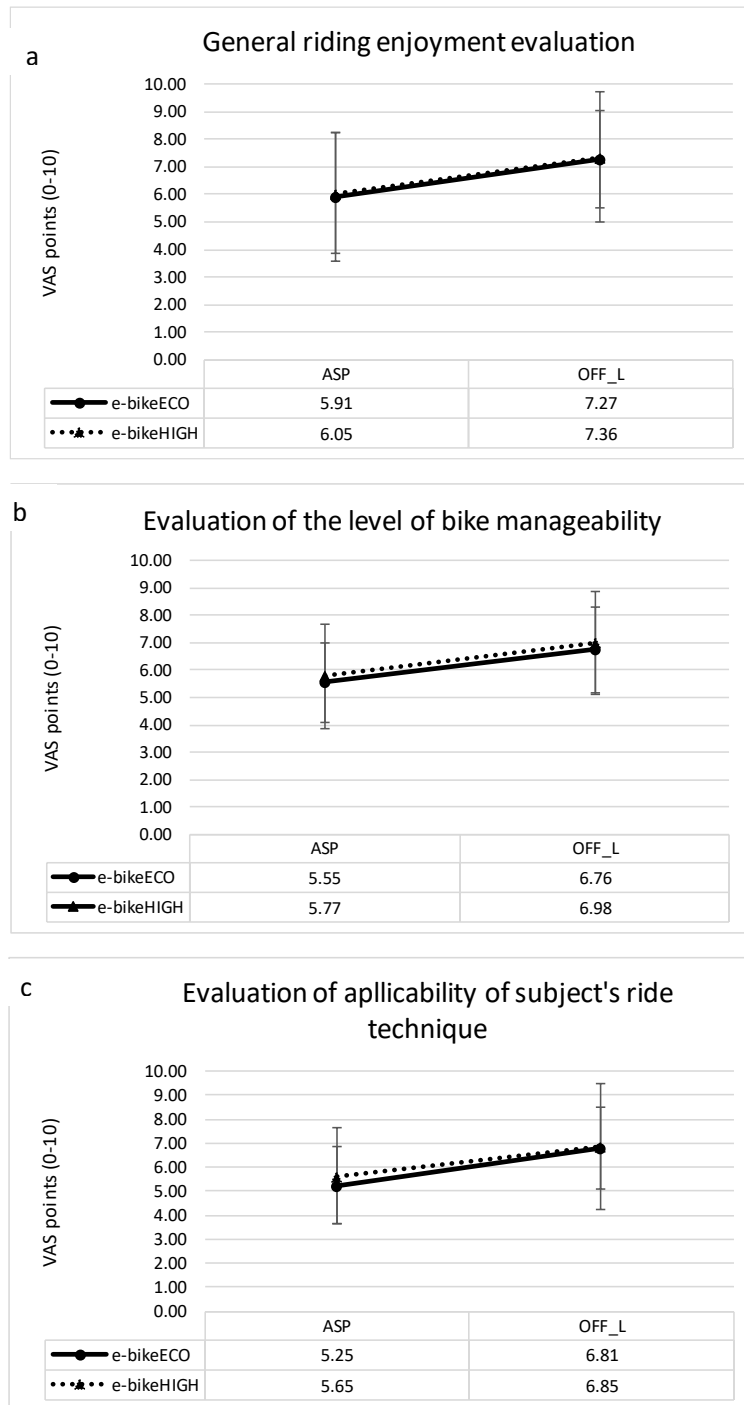 a
General riding enjoyment evaluation
VAS points (0-10)
10.00
9.00
8.00
7.00
6.00
5.00
4.00
3.00
2.00
1.00
0.00
ASP OFF_L
e-bikeECO 5.91 7.27
e-bikeHIGH 6.05 7.36
b
Evaluation of the level of bike manageability
VAS points (0-10)
10.00
9.00
8.00
7.00
6.00
5.00
4.00
3.00
2.00
1.00
0.00
ASP OFF_L
e-bikeECO 5.55 6.76
e-bikeHIGH 5.77 6.98
c
Evaluation of apllicability of subject's ride
technique
VAS points (0-10)
10.00
9.00
8.00
7.00
6.00
5.00
4.00
3.00
2.00
1.00
0.00
ASP OFF_L
e-bikeECO 5.25 6.81
e-bikeHIGH 5.65 6.85